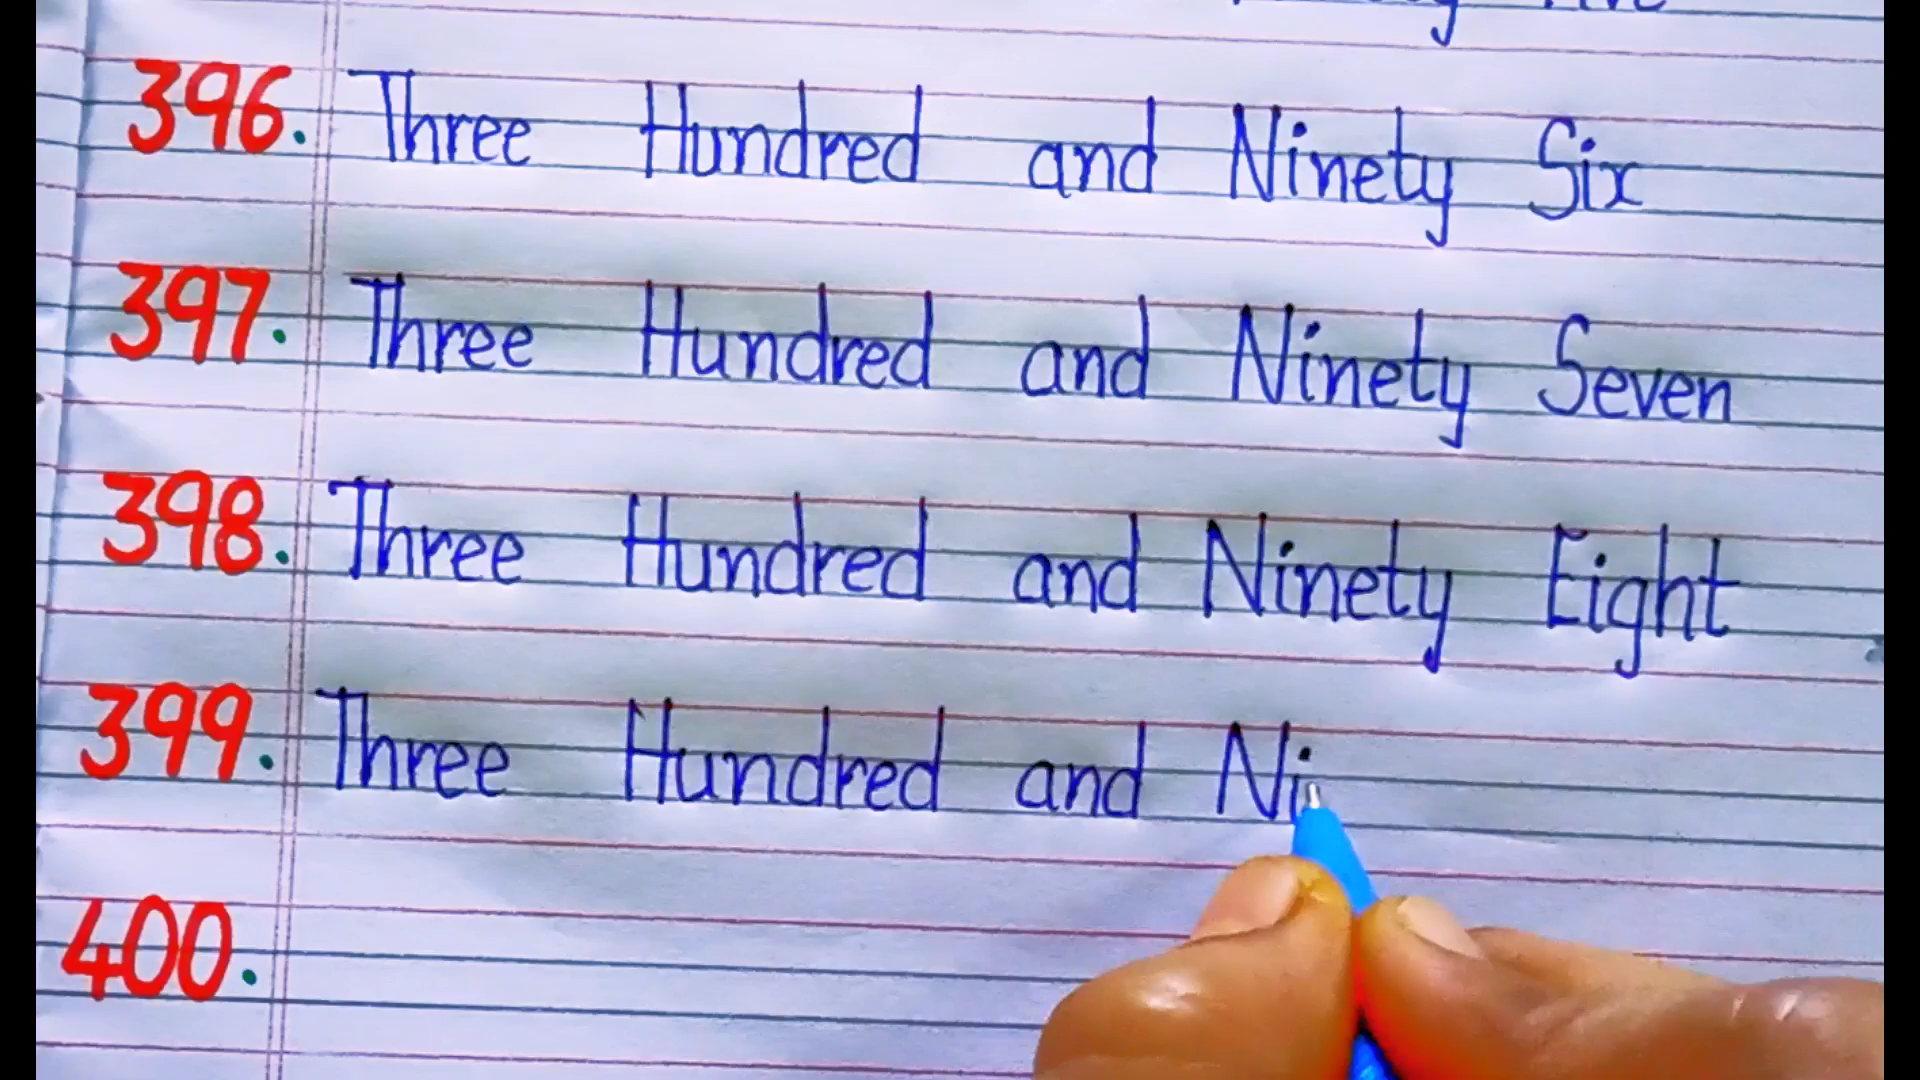 396. Three Hundred and Ninety Six
397. Three Hundred and Ninety Seven
398. Three Hundred and Ninety Eight
399. Three Hundred and Ni
400.